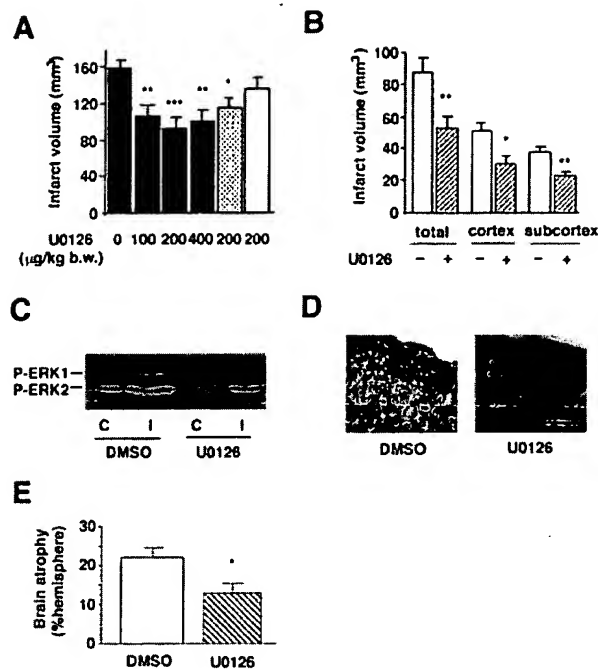 A
Infarct volume (mm³)
160
120
80
40
0
** *** ** *
U0126 0 100 200 400 200 200
(µg/kg b.w.)
B
Infarct volume (mm³)
100
80
60
40
20
0
** * **
total cortex subcortex
U0126 − + − + − +
C
P-ERK1
P-ERK2
C I C I
DMSO U0126
D
DMSO U0126
E
Brain atrophy
(%hemisphere)
30
20
10
0
*
DMSO U0126